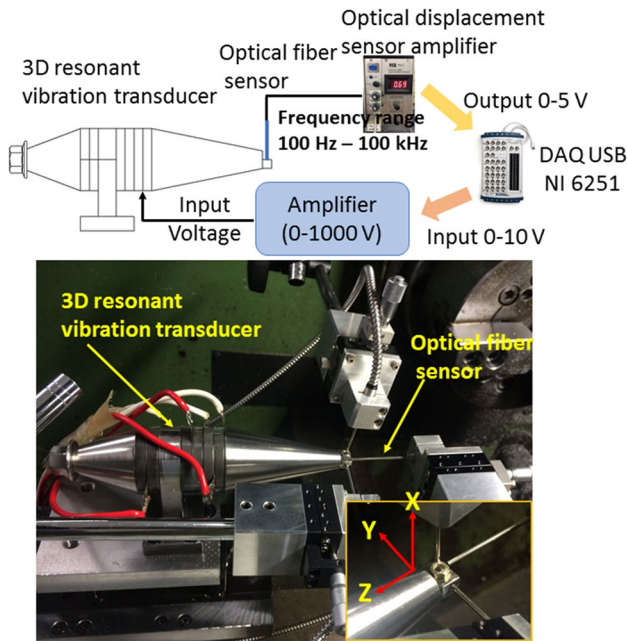 Optical displacement
sensor amplifier
Optical fiber
sensor
3D resonant
vibration transducer
069
Frequency range
100 Hz – 100 kHz
Output 0-5 V
DAQ USB
NI 6251
Input
Voltage
Amplifier
(0-1000 V)
Input 0-10 V
3D resonant
vibration transducer
Optical fiber
sensor
X
Y
Z